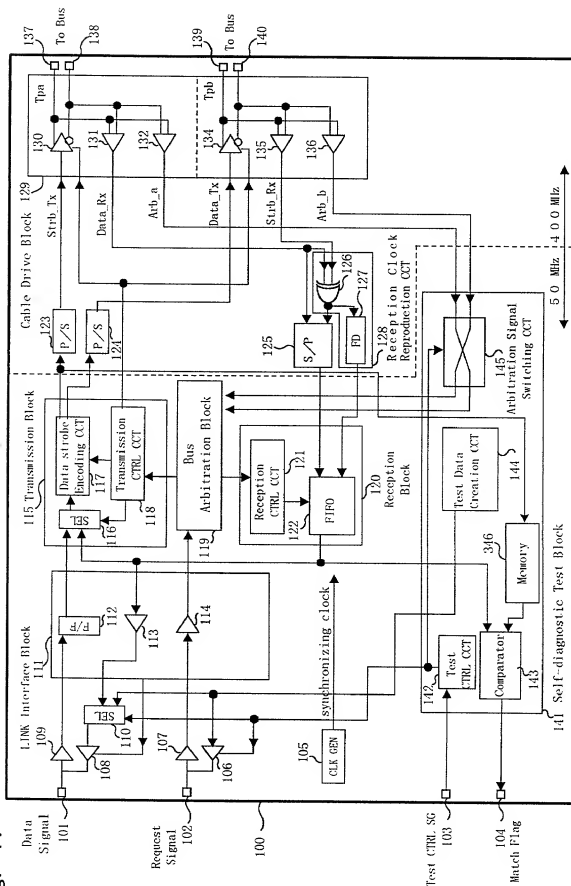 Data
Signal
101
Request
Signal
102
100
Test CTRL SG
103
104
Match Flag
LINK Interface Block
111
109
108
SEL
110
F/F
112
113
107
106
114
105
CLK GEN
synchronizing clock
115 Transmission Block
SEL
116
Data strobe
Encoding CCT
117
Transmission
CTRL CCT
118
Bus
Arbitration Block
119
Reception CTRL CCT
121
FIFO
122
120
Reception
Block
Cable Drive Block
129
P/S
123
P/S
124
Strb_Tx
Data_Rx
Arb_a
Data_Tx
Strb_Rx
Arb_b
Tpa
130
131
132
Tpb
134
135
136
137
To Bus
138
139
To Bus
140
S/P
125
126
FD
127
128
Reception Clock
Reproduction CCT
50 MHz
400 MHz
145
Arbitration Signal
Switching CCT
Test Data
Creation CCT
144
Memory
346
Test
CTRL CCT
142
Comparator
143
141 Self-diagnostic Test Block